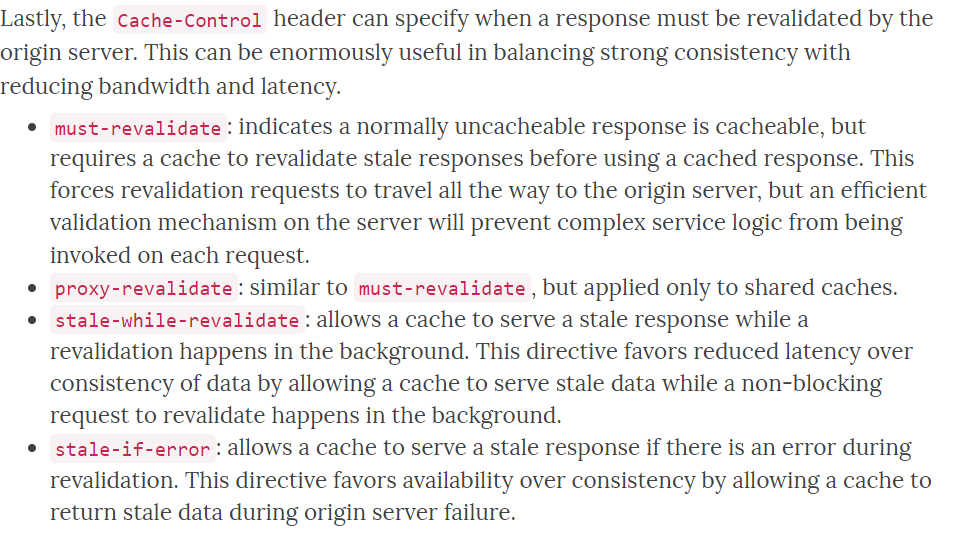 Lastly, the Cache-Control header can specify when a response must be revalidated by the
origin server. This can be enormously useful in balancing strong consistency with
reducing bandwidth and latency.
• must-revalidate: indicates a normally uncacheable response is cacheable, but
requires a cache to revalidate stale responses before using a cached response. This
forces revalidation requests to travel all the way to the origin server, but an efficient
validation mechanism on the server will prevent complex service logic from being
invoked on each request.
• proxy-revalidate: similar to must-revalidate, but applied only to shared caches.
• stale-while-revalidate: allows a cache to serve a stale response while a
revalidation happens in the background. This directive favors reduced latency over
consistency of data by allowing a cache to serve stale data while a non-blocking
request to revalidate happens in the background.
• stale-if-error: allows a cache to serve a stale response if there is an error during
revalidation. This directive favors availability over consistency by allowing a cache to
return stale data during origin server failure.